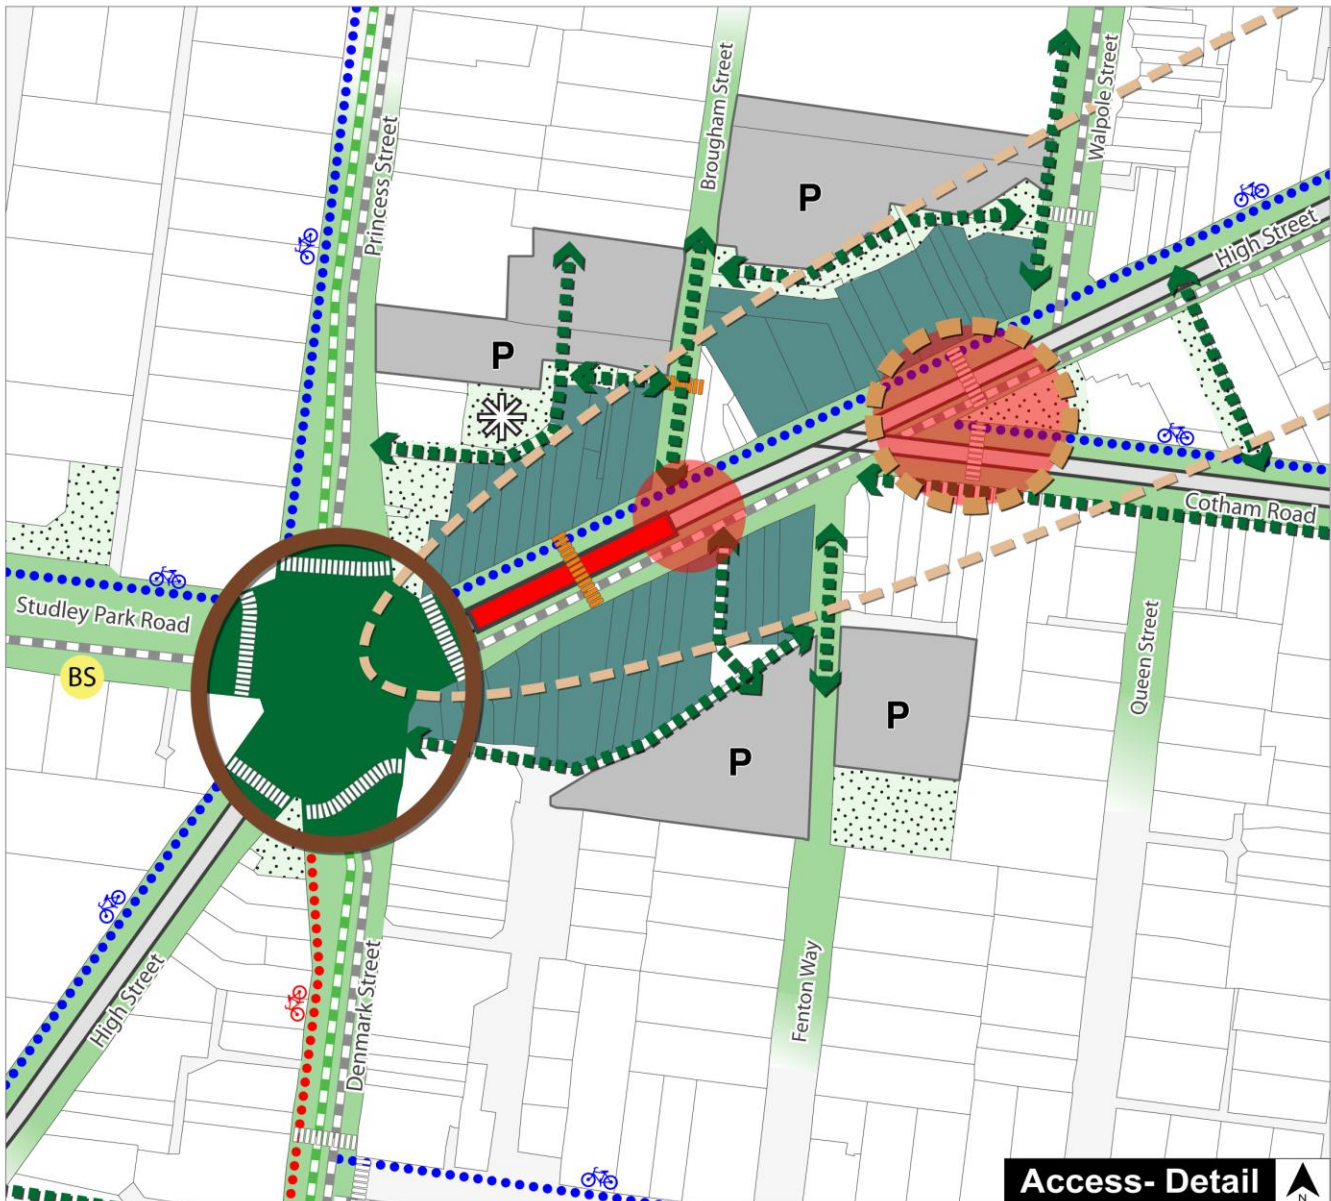 Princess Street
Brougham Street
Walpole Street
P
High Street
P
Cotham Road
Studley Park Road
BS
Queen Street
P
P
High Street
Denmark Street
Fenton Way
Access- Detail
N